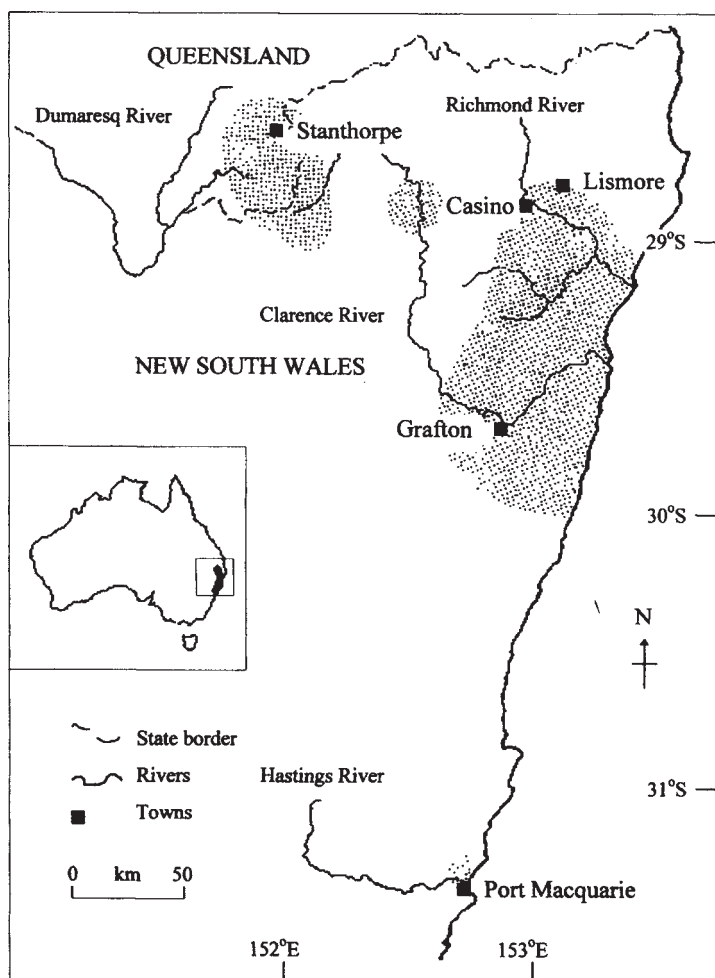 QUEENSLAND
Dumaresq River
Richmond River
Stanthorpe
Lismore
Casino
29°S
Clarence River
NEW SOUTH WALES
Grafton
30°S
N
State border
Rivers
Hastings River
31°S
Towns
0 km 50
Port Macquarie
152°E 153°E